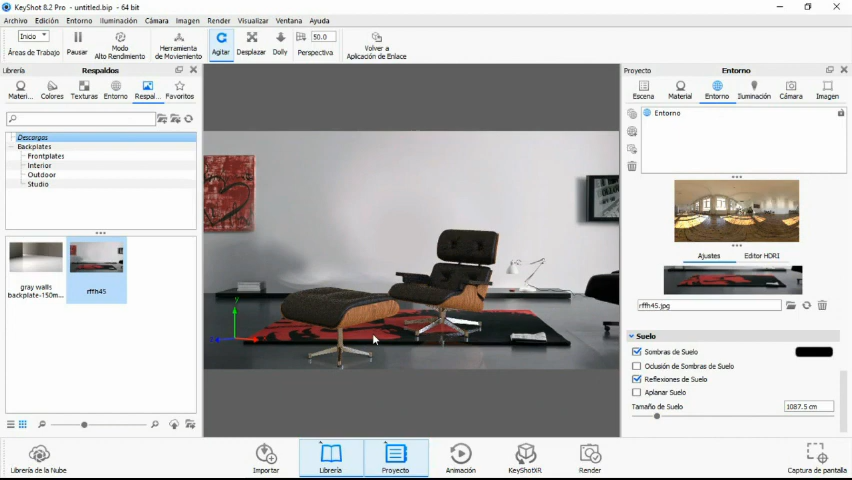 KeyShot 8.2 Pro - untitled.bip - 64 bit
Archivo Edición Entorno Iluminación Cámara Imagen Render Visualizar Ventana Ayuda
Inicio
Áreas de Trabajo
Pausar
Modo
Alto Rendimiento
Herramienta
de Movimiento
Agitar
Desplazar
Dolly
50.0
Perspectiva
Volver a
Aplicación de Enlace
Librería Respaldos
Materi... Colores Texturas Entorno Respal... Favoritos
Descargas
Backplates
Frontplates
Interior
Outdoor
Studio
gray walls
backplate-150m...
rffh45
Proyecto Entorno
Escena Material Entorno Iluminación Cámara Imagen
Entorno
Ajustes Editor HDRI
rffh45.jpg
Suelo
Sombras de Suelo
Oclusión de Sombras de Suelo
Reflexiones de Suelo
Aplanar Suelo
Tamaño de Suelo 1087.5 cm
Librería de la Nube
Importar
Librería
Proyecto
Animación
KeyShotXR
Render
Captura de pantalla